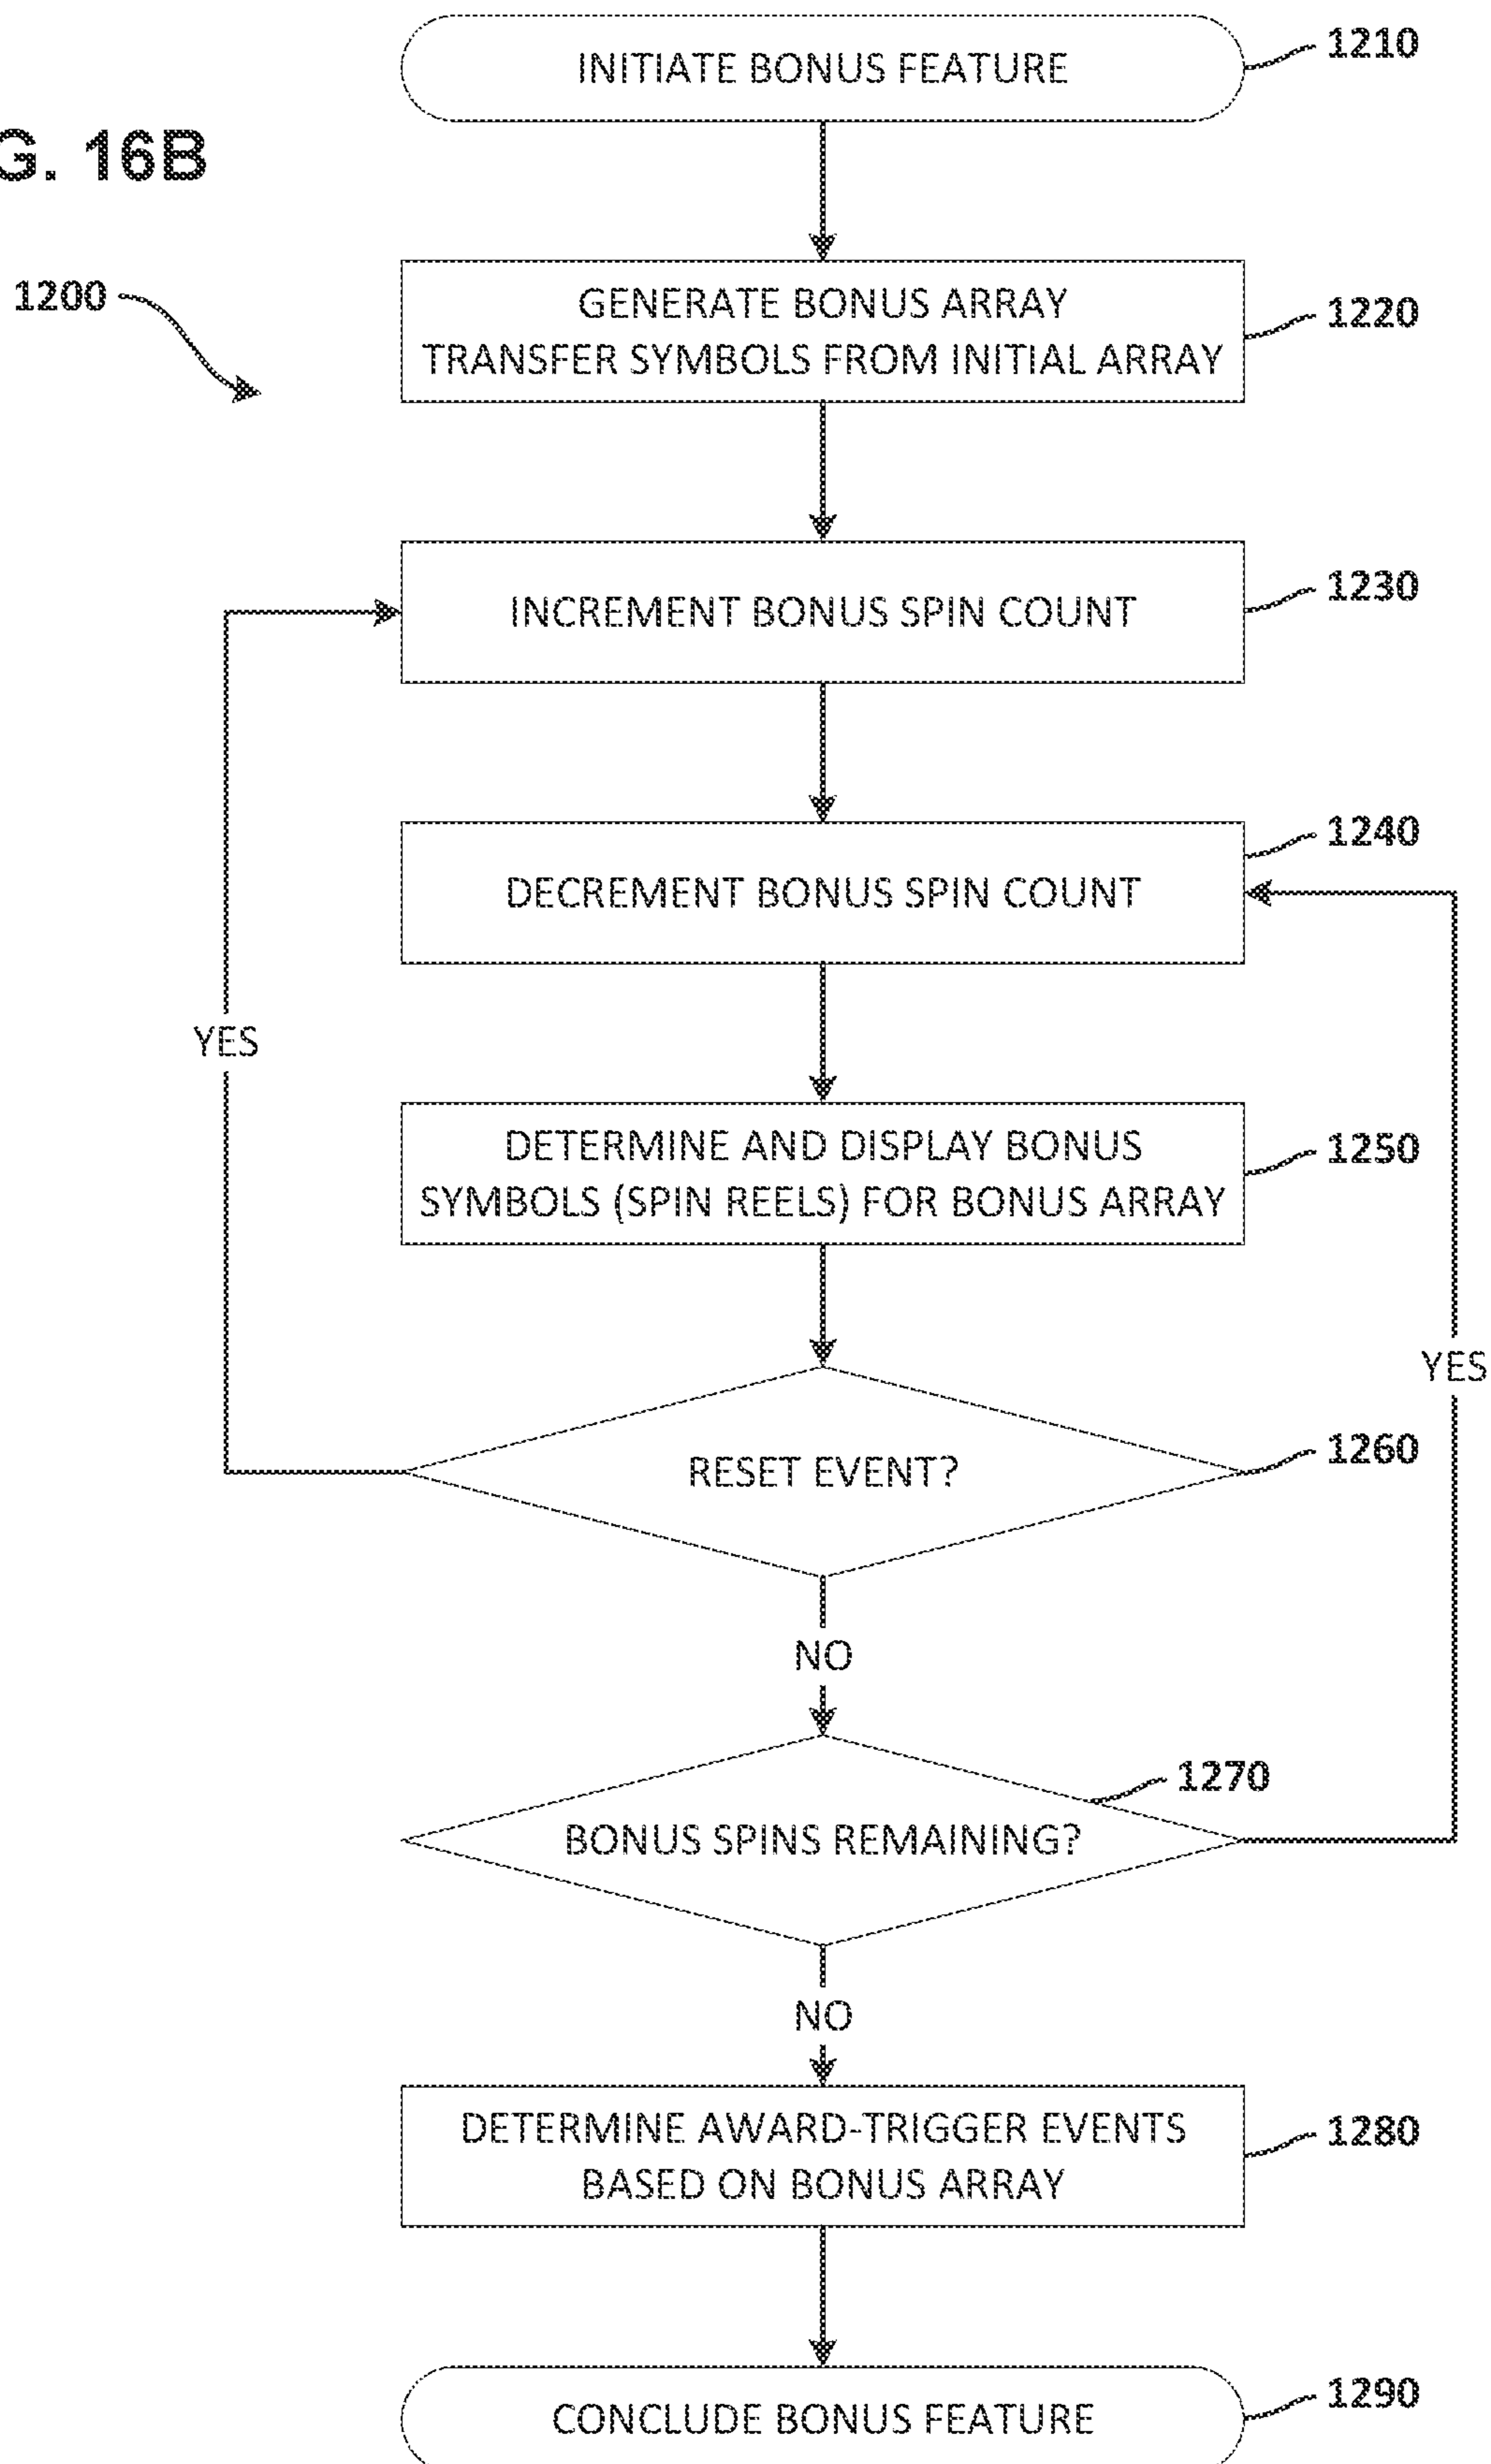 INITIATE BONUS FEATURE
1210
G. 16B
1200
GENERATE BONUS ARRAY
TRANSFER SYMBOLS FROM INITIAL ARRAY
1220
INCREMENT BONUS SPIN COUNT
1230
DECREMENT BONUS SPIN COUNT
1240
YES
DETERMINE AND DISPLAY BONUS
SYMBOLS (SPIN REELS) FOR BONUS ARRAY
1250
YES
RESET EVENT?
1260
NO
BONUS SPINS REMAINING?
1270
NO
DETERMINE AWARD-TRIGGER EVENTS
BASED ON BONUS ARRAY
1280
CONCLUDE BONUS FEATURE
1290